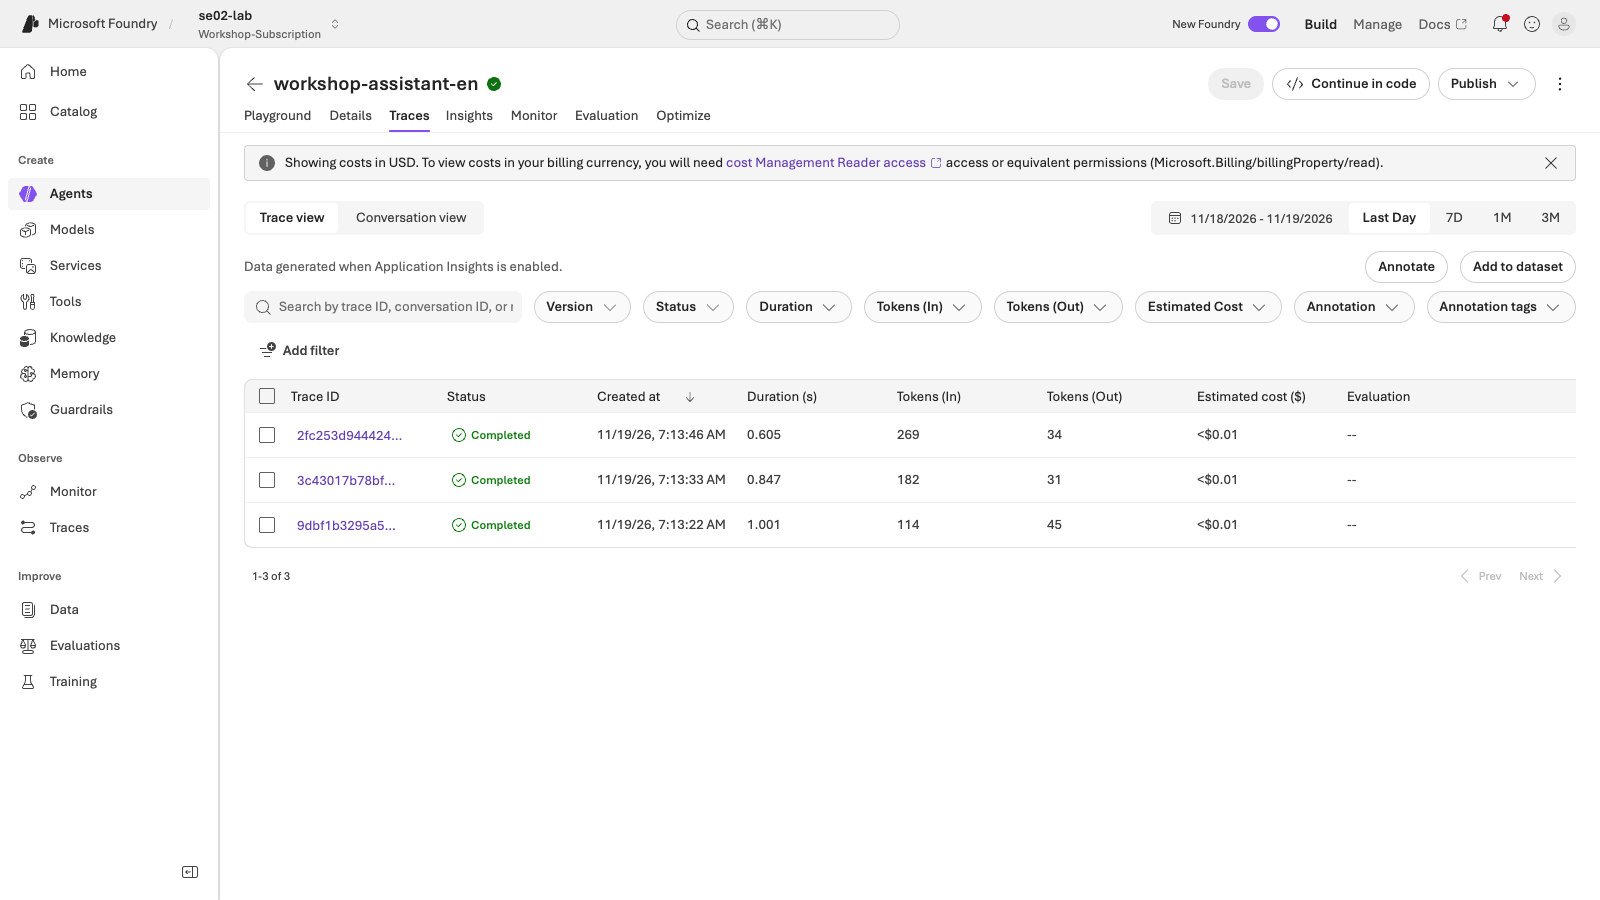 Microsoft Foundry
/
se02-lab
Workshop-Subscription
Search (⌘K)
New Foundry
Build
Manage
Docs
Home
Catalog
Create
Agents
Models
Services
Tools
Knowledge
Memory
Guardrails
Observe
Monitor
Traces
Improve
Data
Evaluations
Training
workshop-assistant-en
Save
Continue in code
Publish
Playground
Details
Traces
Insights
Monitor
Evaluation
Optimize
Showing costs in USD. To view costs in your billing currency, you will need cost Management Reader access access or equivalent permissions (Microsoft.Billing/billingProperty/read).
Trace view
Conversation view
11/18/2026 - 11/19/2026
Last Day
7D
1M
3M
Data generated when Application Insights is enabled.
Annotate
Add to dataset
Search by trace ID, conversation ID, or r
Version
Status
Duration
Tokens (In)
Tokens (Out)
Estimated Cost
Annotation
Annotation tags
Add filter
Trace ID Status Created at Duration (s) Tokens (In) Tokens (Out) Estimated cost ($) Evaluation
2fc253d944424... Completed 11/19/26, 7:13:46 AM 0.605 269 34 <$0.01 --
3c43017b78bf... Completed 11/19/26, 7:13:33 AM 0.847 182 31 <$0.01 --
9dbf1b3295a5... Completed 11/19/26, 7:13:22 AM 1.001 114 45 <$0.01 --
1-3 of 3
Prev
Next